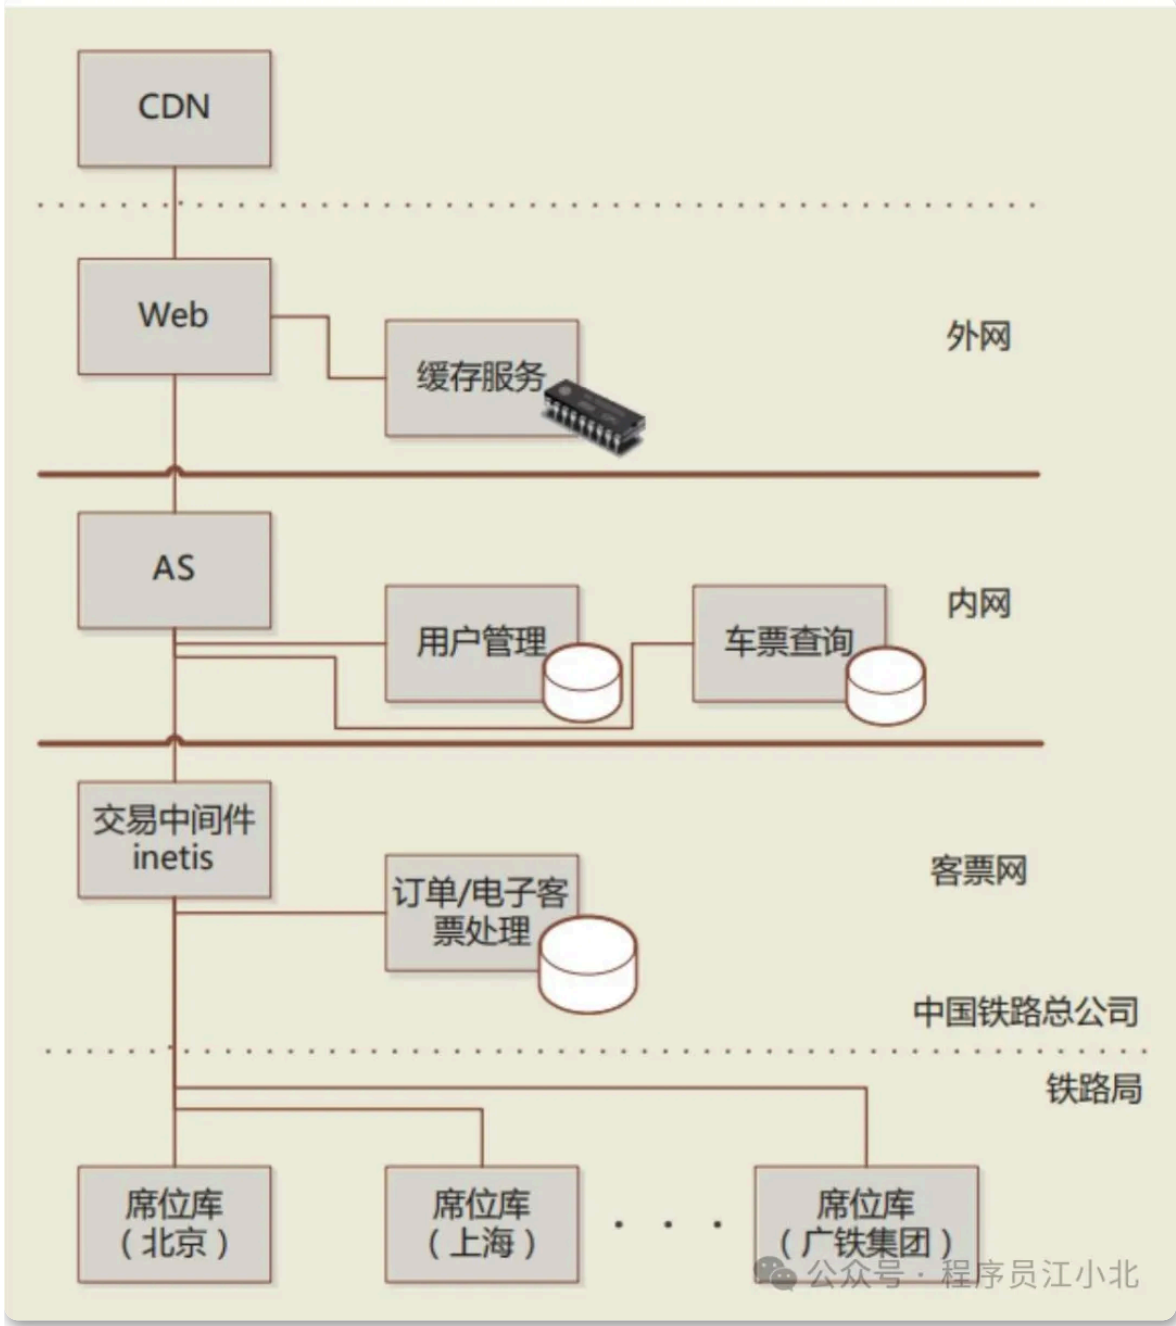 CDN
Web
缓存服务
外网
AS
用户管理
车票查询
内网
交易中间件
inetis
订单/电子客
票处理
客票网
中国铁路总公司
铁路局
席位库
（北京）
席位库
（上海）
· · ·
席位库
（广铁集团）
公众号 · 程序员江小北